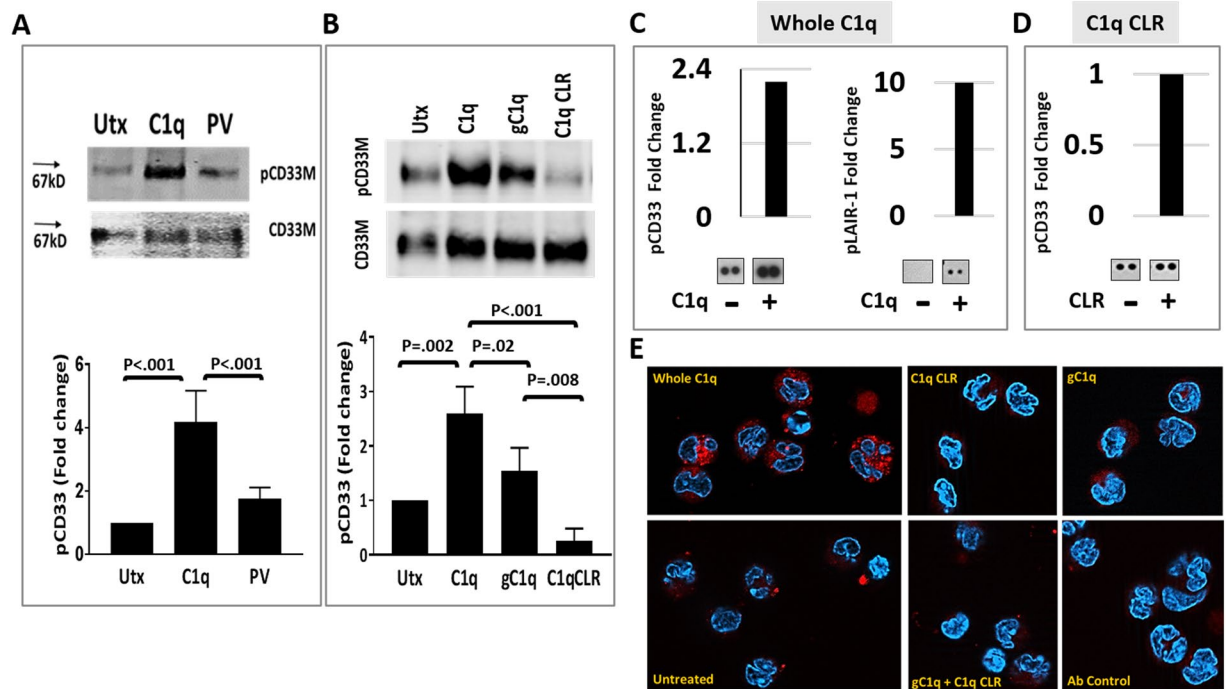 A
Utx C1q PV
67kD
pCD33M
67kD
CD33M
pCD33 (Fold change)
6
4
2
0
P<.001
P<.001
Utx C1q PV
B
Utx C1q gC1q C1q CLR
pCD33M
CD33M
pCD33 (Fold change)
4
3
2
1
0
P<.001
P=.002
P=.02
P=.008
Utx C1q gC1q C1qCLR
C
Whole C1q
pCD33 Fold Change
2.4
1.2
0
C1q - +
pLAIR-1 Fold Change
10
5
0
C1q - +
D
C1q CLR
pCD33 Fold Change
1
0.5
0
CLR - +
E
Whole C1q
C1q CLR
gC1q
Untreated
gC1q + C1q CLR
Ab Control